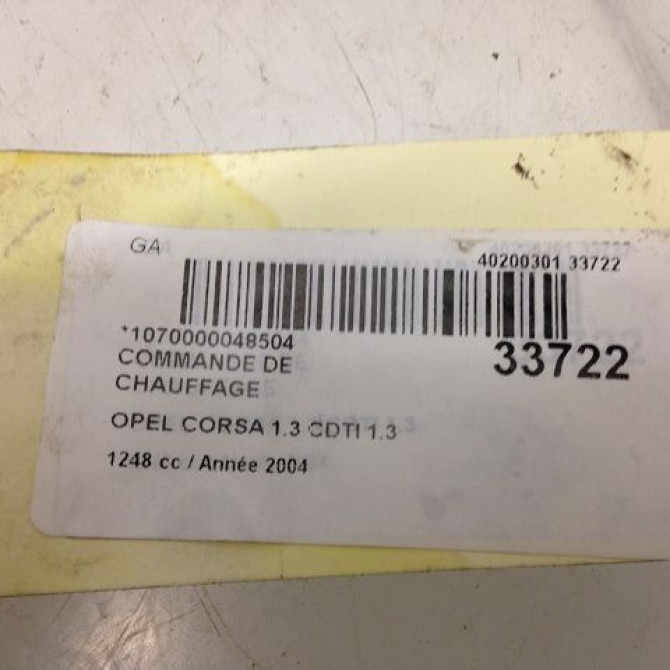 GA
40200301 33722
*1070000048504
33722
COMMANDE DE
CHAUFFAGE
OPEL CORSA 1.3 CDTI 1.3
1248 cc / Année 2004